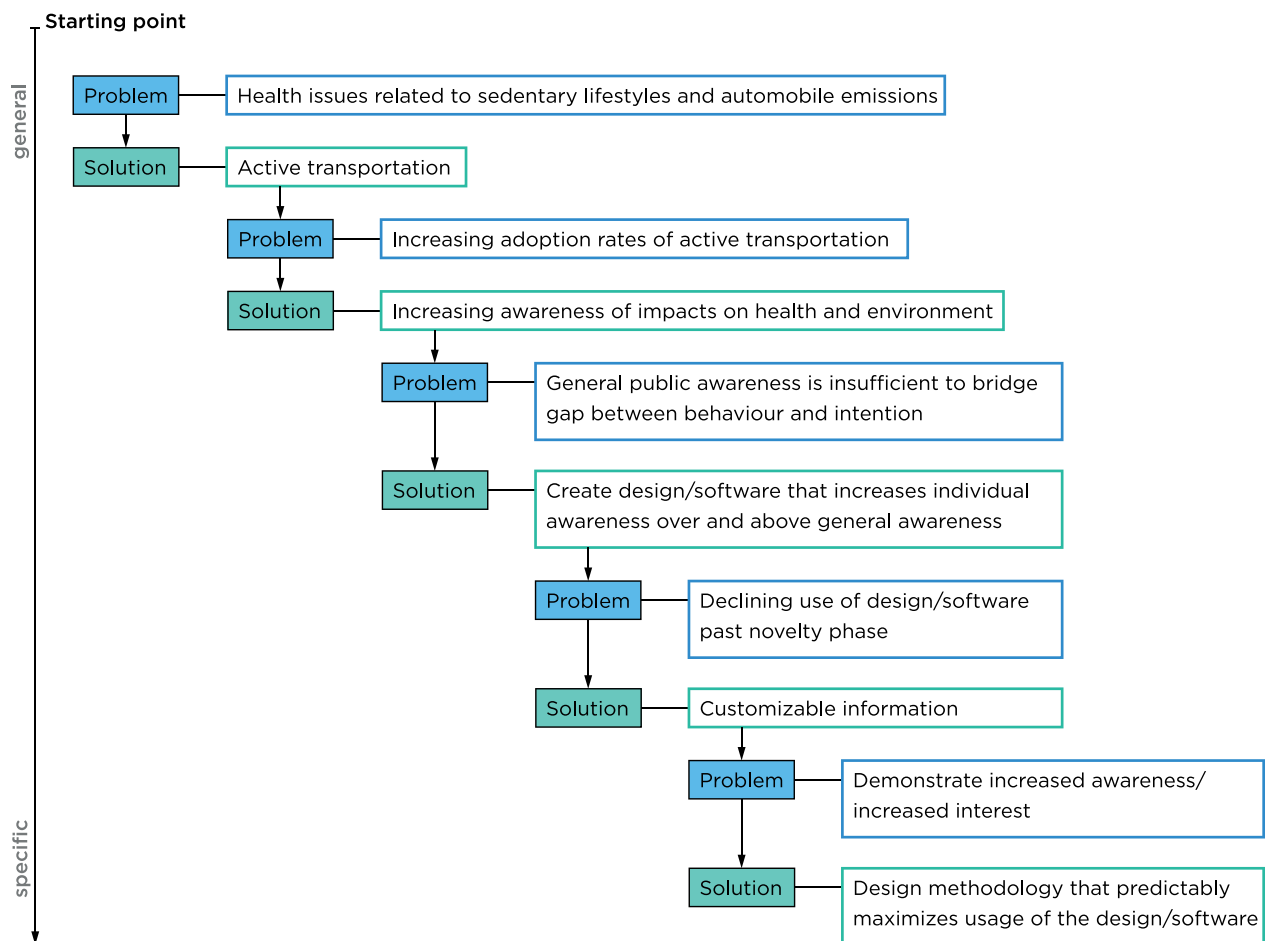 Starting point
general
Problem
Health issues related to sedentary lifestyles and automobile emissions
Solution
Active transportation
Problem
Increasing adoption rates of active transportation
Solution
Increasing awareness of impacts on health and environment
Problem
General public awareness is insufficient to bridge
gap between behaviour and intention
Solution
Create design/software that increases individual
awareness over and above general awareness
Problem
Declining use of design/software
past novelty phase
Solution
Customizable information
Problem
Demonstrate increased awareness/
increased interest
specific
Solution
Design methodology that predictably
maximizes usage of the design/software